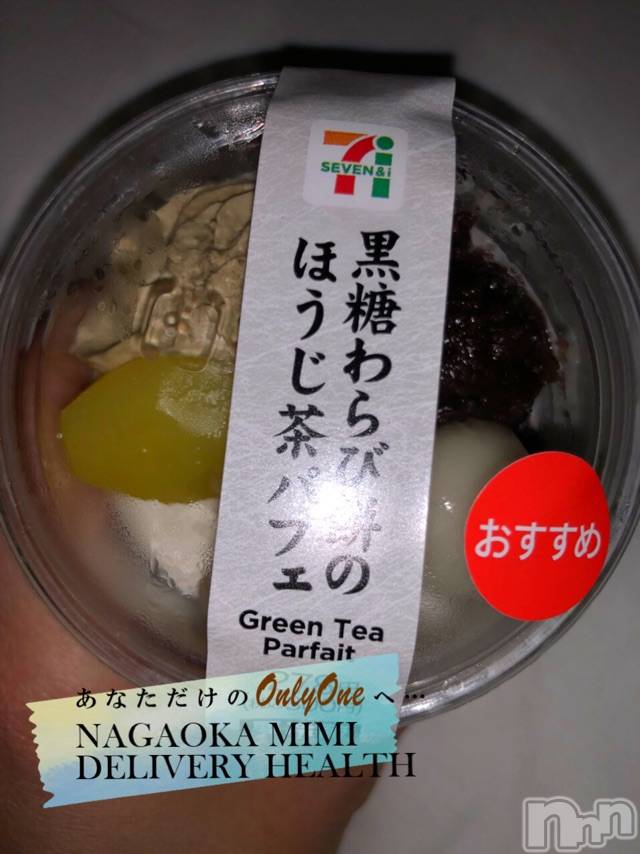 SEVEN&i
黒糖わらび餅の
ほうじ茶パフェ
おすすめ
Green Tea
Parfait
あなただけのOnlyOneへ…
NAGAOKA MIMI
DELIVERY HEALTH
nnn